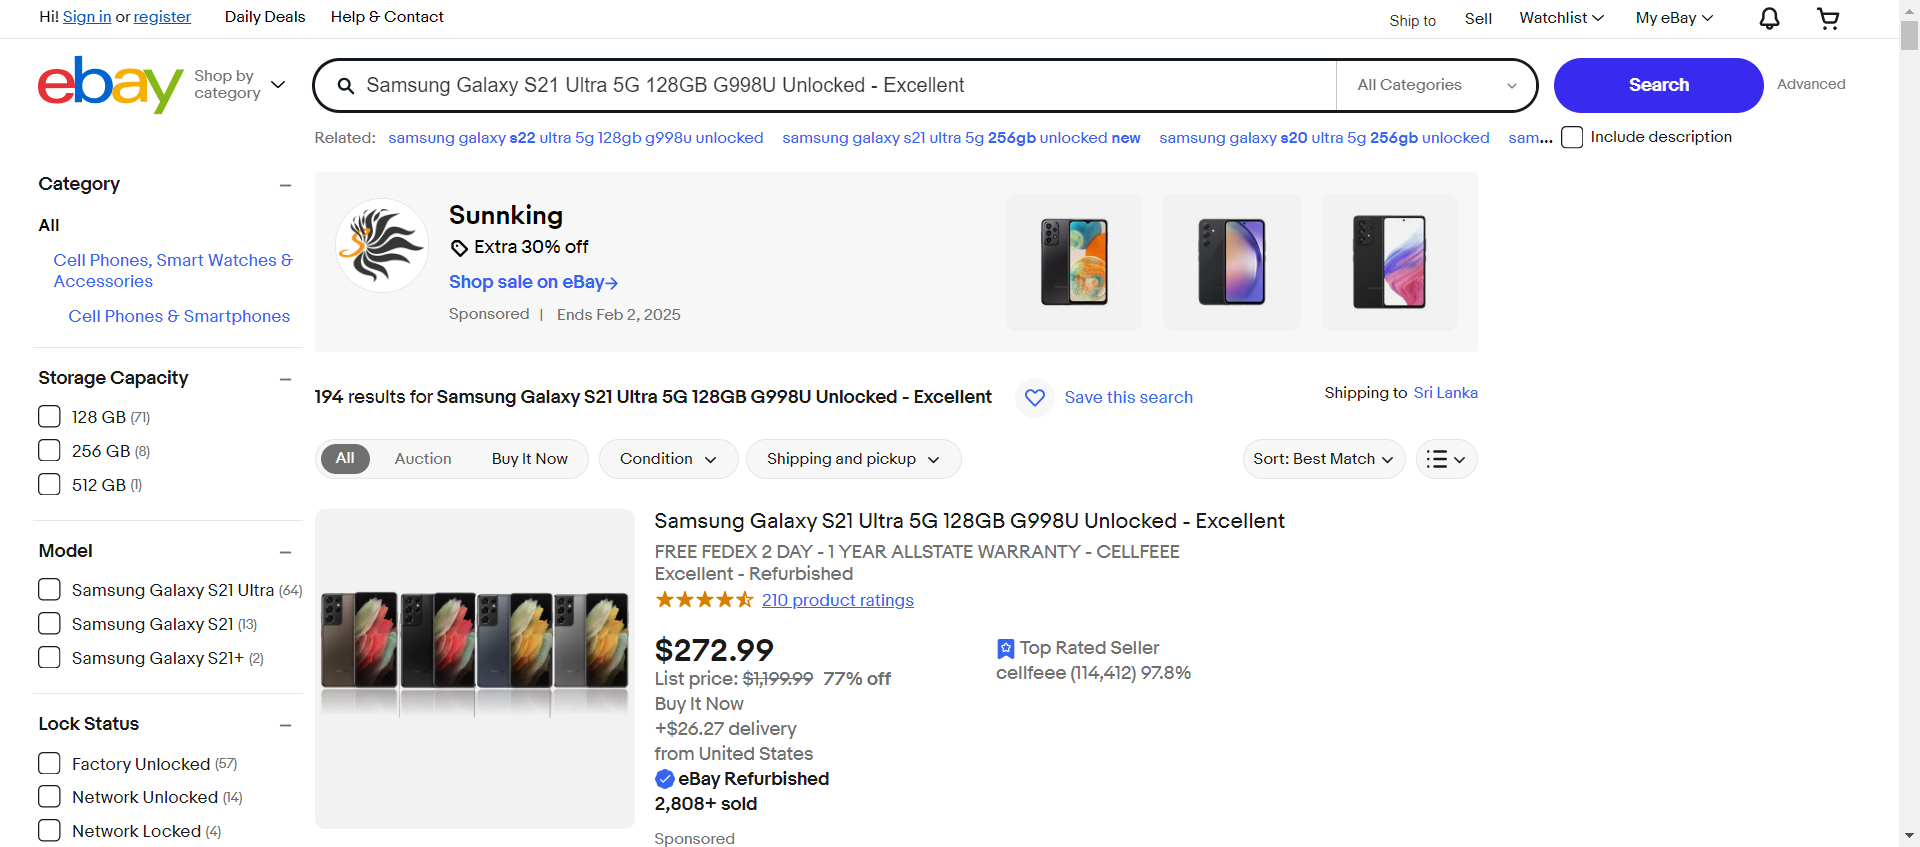 Hi! Sign in or register
Daily Deals
Help & Contact
Ship to
Sell
Watchlist
My eBay
ebay
Shop by
category
Samsung Galaxy S21 Ultra 5G 128GB G998U Unlocked - Excellent
All Categories
Search
Advanced
Related:
samsung galaxy s22 ultra 5g 128gb g998u unlocked
samsung galaxy s21 ultra 5g 256gb unlocked new
samsung galaxy s20 ultra 5g 256gb unlocked
sam...
Include description
Category
All
Cell Phones, Smart Watches &
Accessories
Cell Phones & Smartphones
Storage Capacity
128 GB (71)
256 GB (8)
512 GB (1)
Model
Samsung Galaxy S21 Ultra (64)
Samsung Galaxy S21 (13)
Samsung Galaxy S21+ (2)
Lock Status
Factory Unlocked (57)
Network Unlocked (14)
Network Locked (4)
Sunnking
Extra 30% off
Shop sale on eBay→
Sponsored | Ends Feb 2, 2025
194 results for Samsung Galaxy S21 Ultra 5G 128GB G998U Unlocked - Excellent
Save this search
Shipping to Sri Lanka
All
Auction
Buy It Now
Condition
Shipping and pickup
Sort: Best Match
Samsung Galaxy S21 Ultra 5G 128GB G998U Unlocked - Excellent
FREE FEDEX 2 DAY - 1 YEAR ALLSTATE WARRANTY - CELLFEEE
Excellent - Refurbished
210 product ratings
$272.99
List price: $1,199.99 77% off
Buy It Now
+$26.27 delivery
from United States
eBay Refurbished
2,808+ sold
Sponsored
Top Rated Seller
cellfeee (114,412) 97.8%